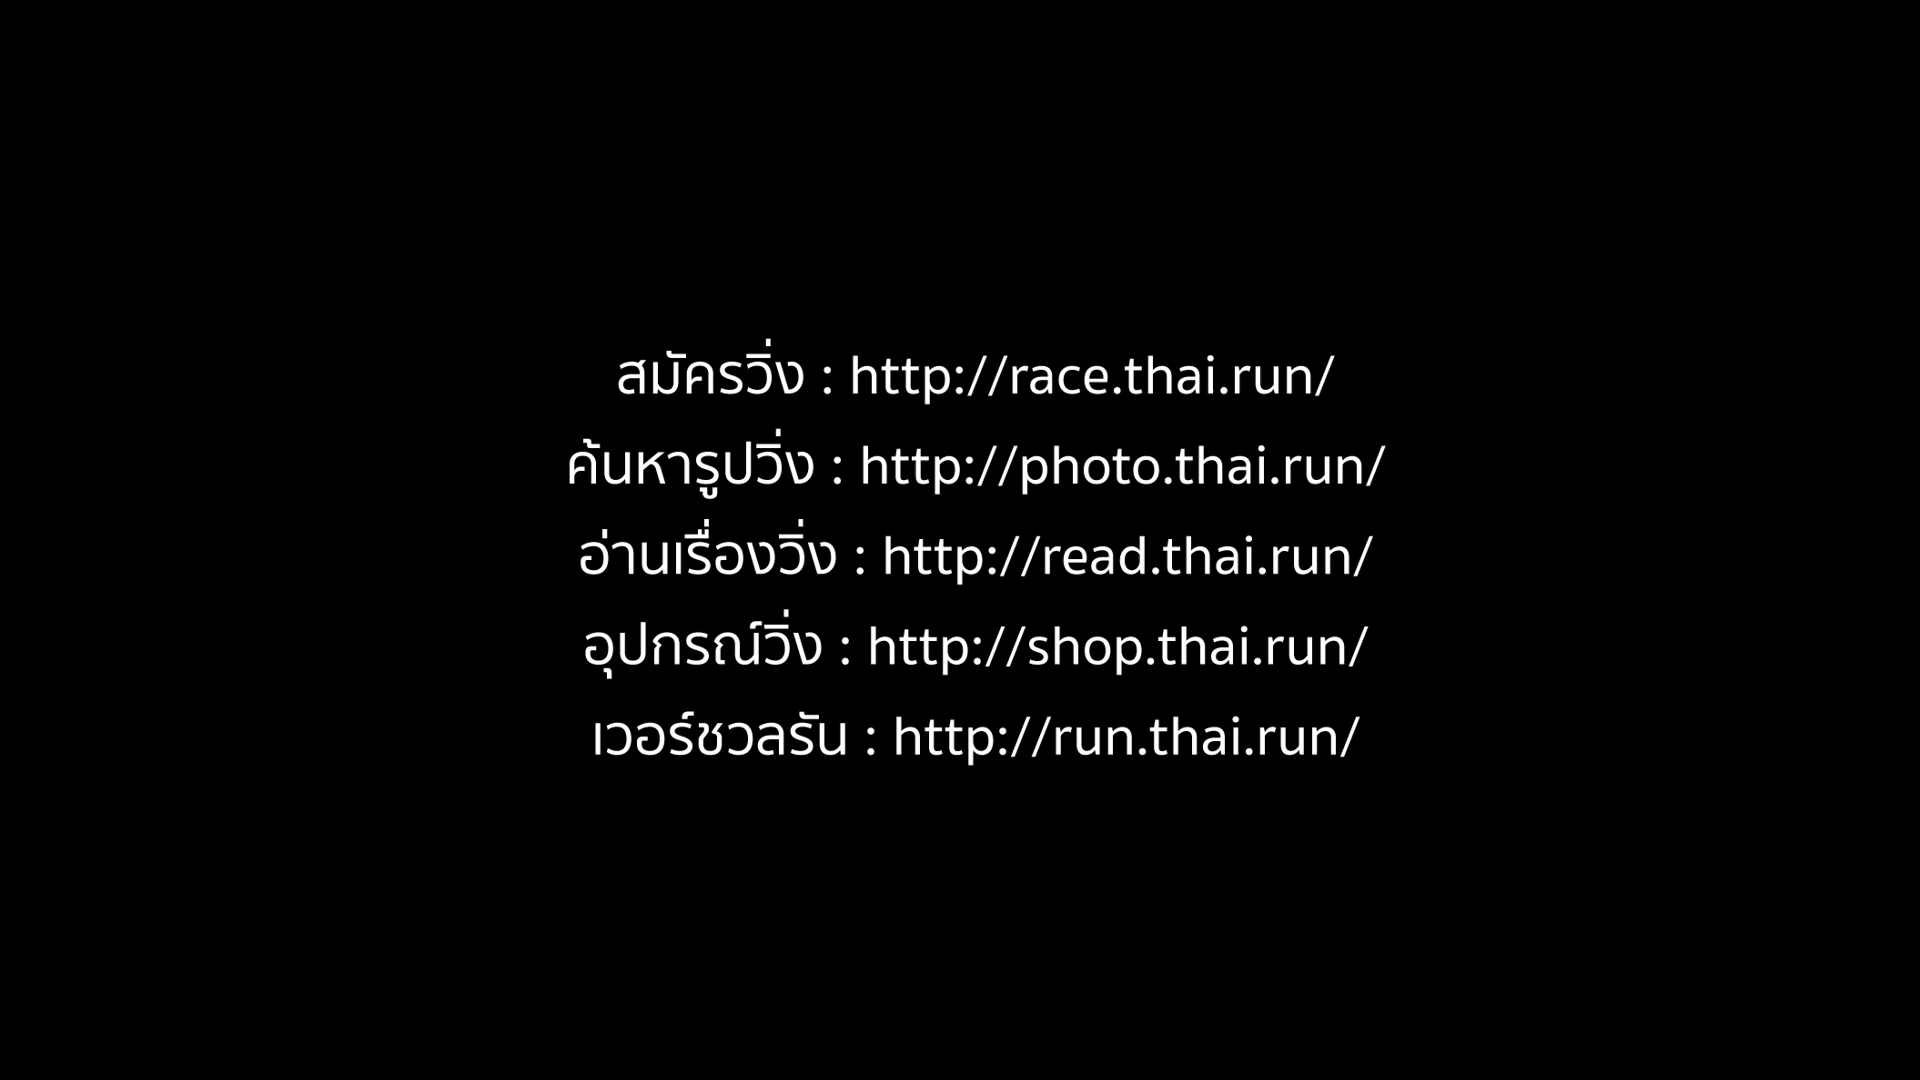 สมัครวิ่ง : http://race.thai.run/
ค้นหารูปวิ่ง : http://photo.thai.run/
อ่านเรื่องวิ่ง : http://read.thai.run/
อุปกรณ์วิ่ง : http://shop.thai.run/
เวอร์ชวลรัน : http://run.thai.run/